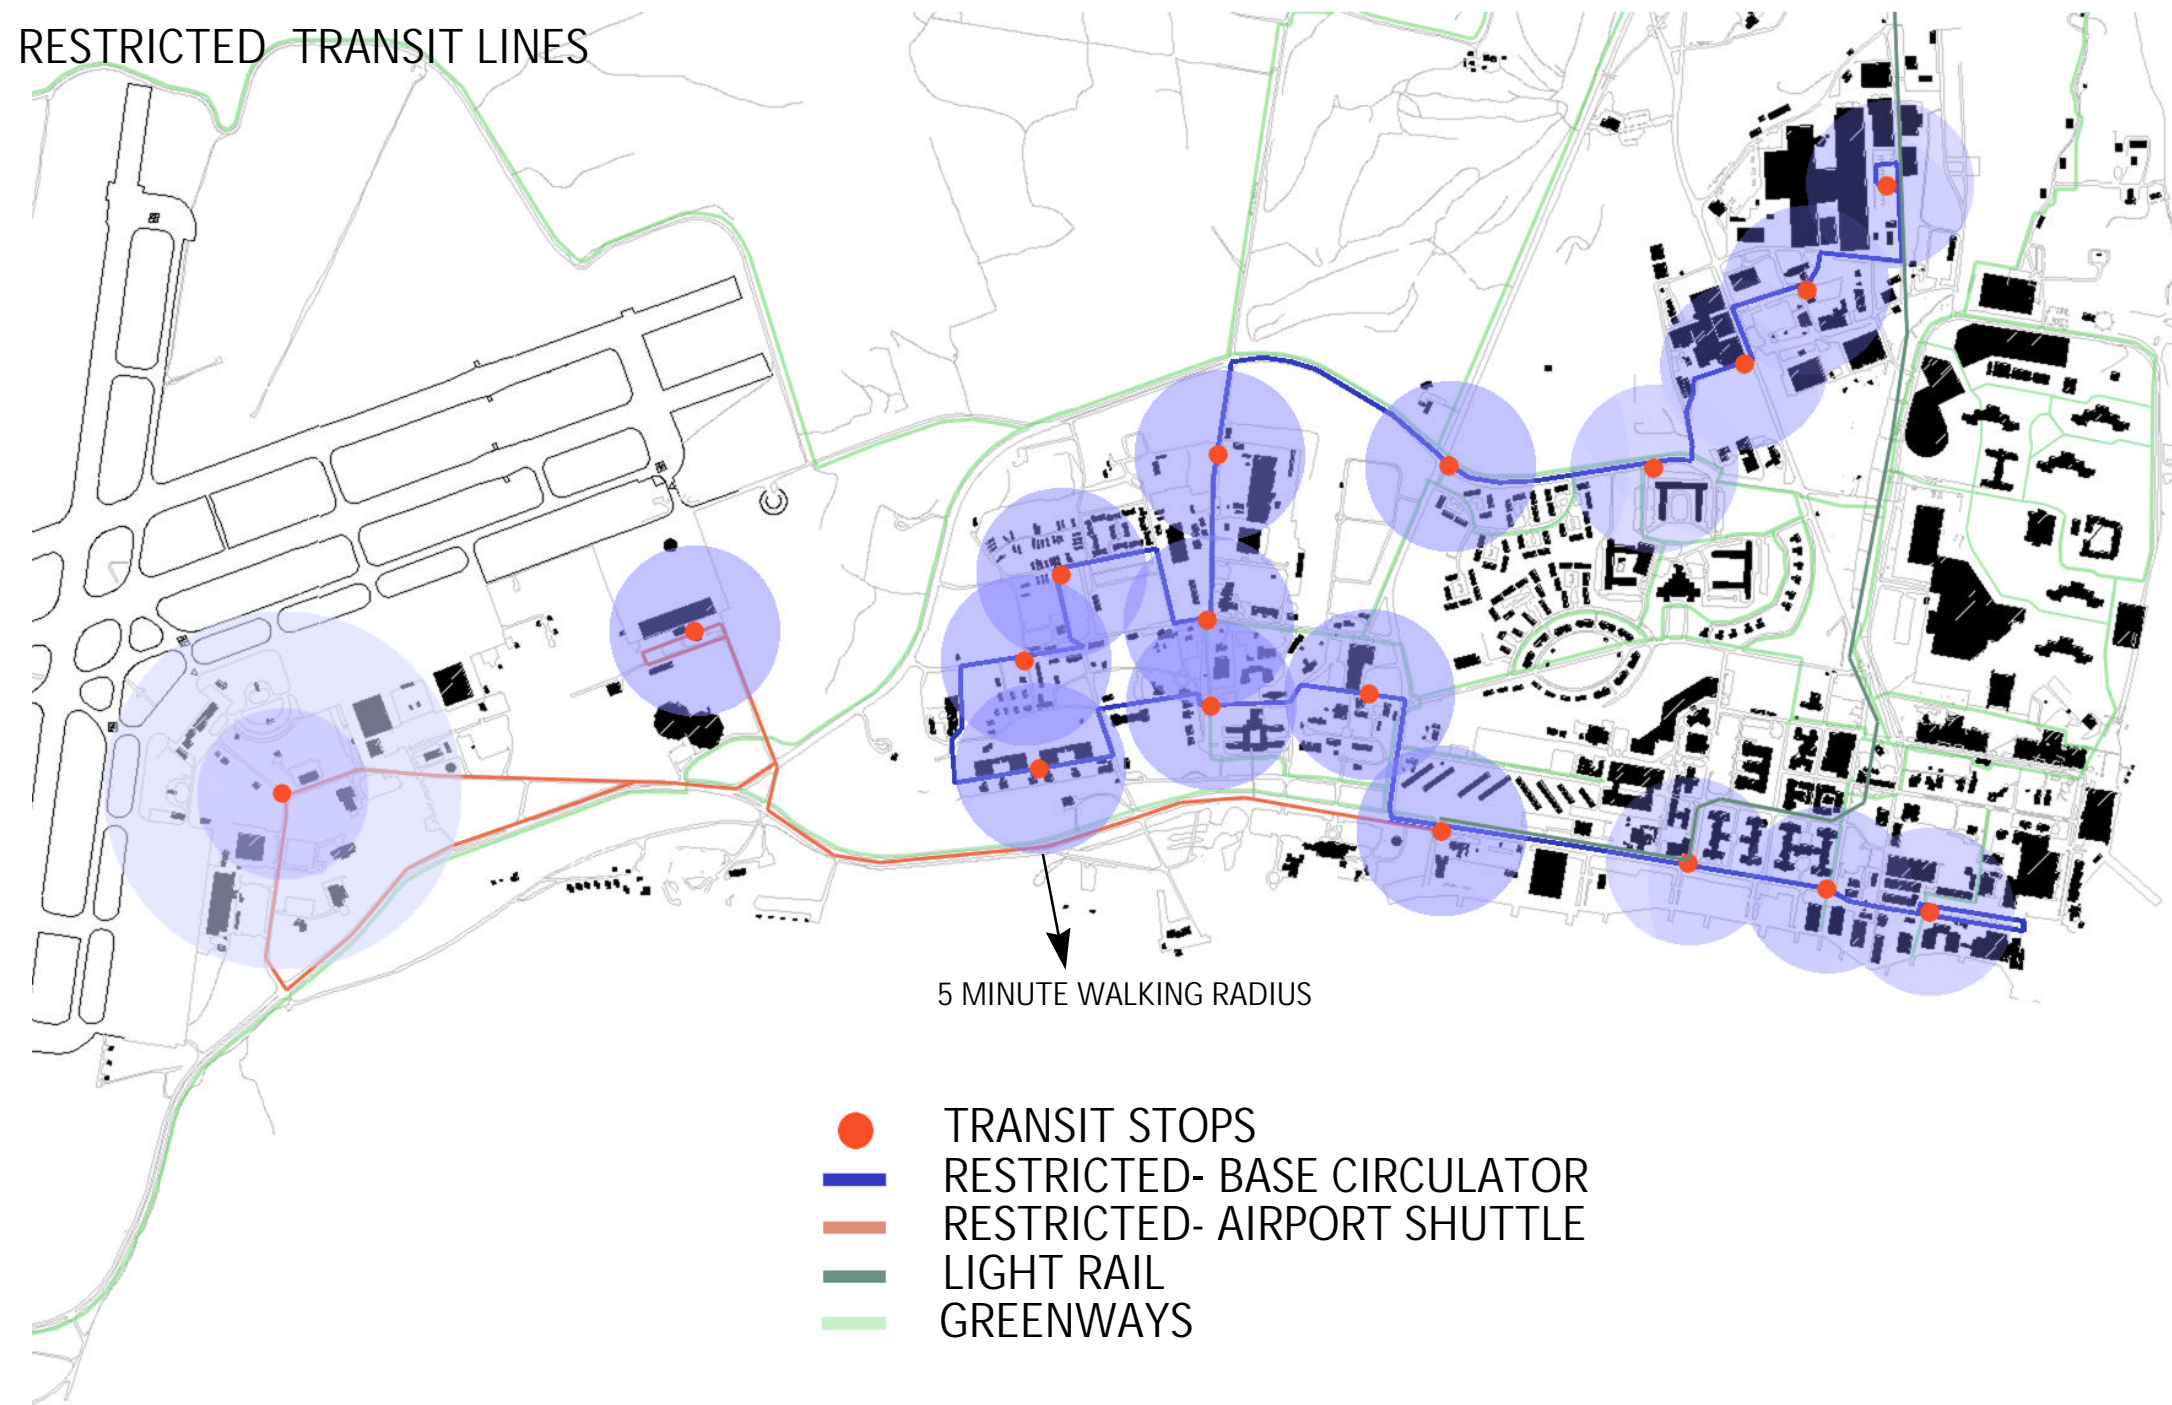 RESTRICTED TRANSIT LINES
5 MINUTE WALKING RADIUS
TRANSIT STOPS
RESTRICTED- BASE CIRCULATOR
RESTRICTED- AIRPORT SHUTTLE
LIGHT RAIL
GREENWAYS